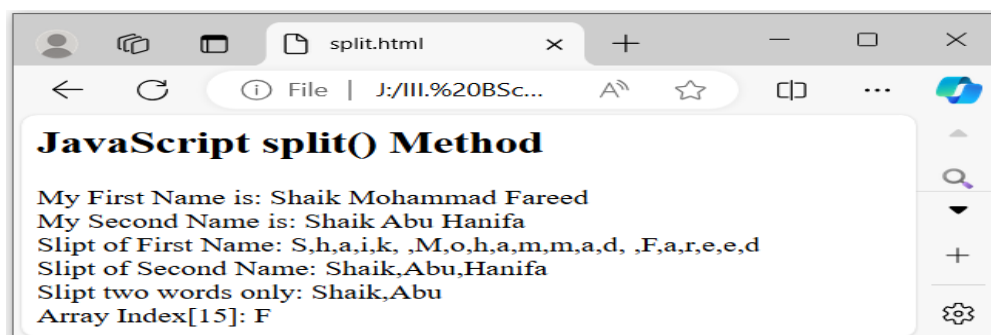 split.html
File | J:/III.%20BSc...
JavaScript split() Method
My First Name is: Shaik Mohammad Fareed
My Second Name is: Shaik Abu Hanifa
Slipt of First Name: S,h,a,i,k, ,M,o,h,a,m,m,a,d, ,F,a,r,e,e,d
Slipt of Second Name: Shaik,Abu,Hanifa
Slipt two words only: Shaik,Abu
Array Index[15]: F